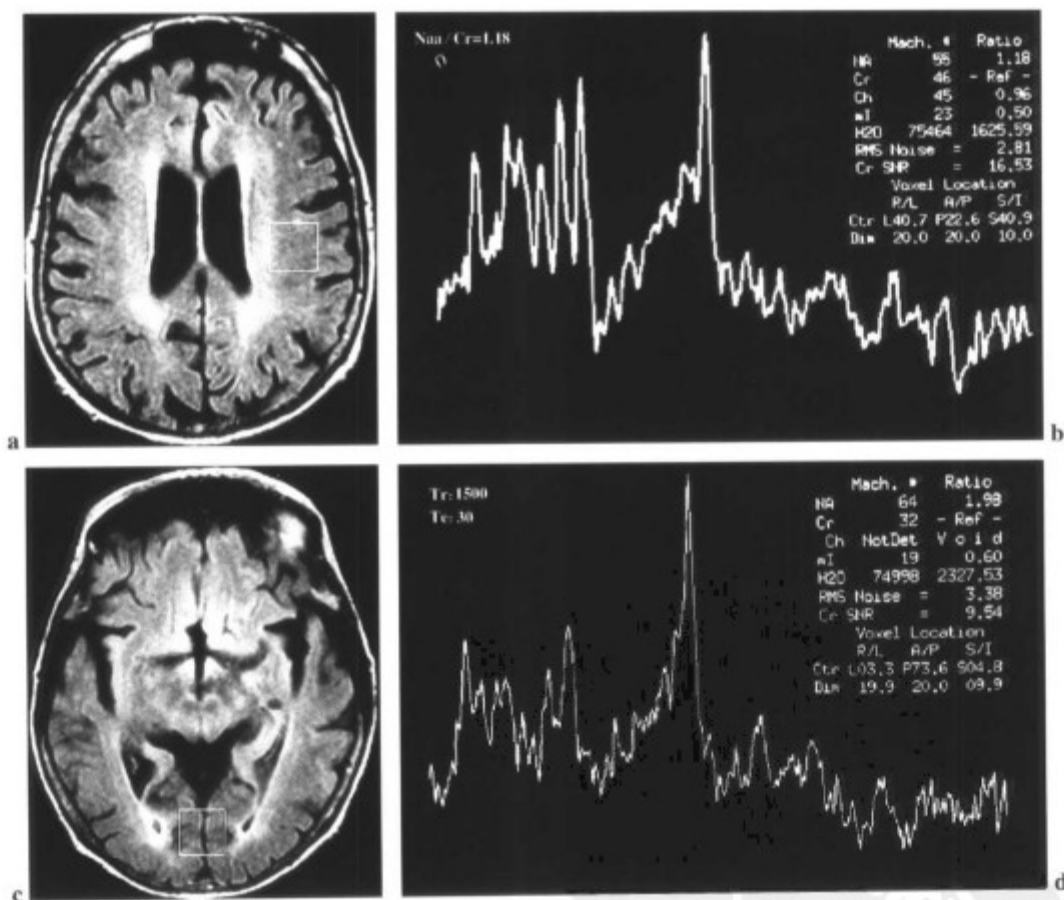 Naa / Cr=1.18
Mach. # Ratio
NA 55 1.18
Cr 46 - Ref -
Ch 45 0.96
mI 23 0.50
H2O 75464 1625.59
RMS Noise = 2.81
Cr SNR = 16.53
Voxel Location
R/L A/P S/I
Ctr L40.7 P22.6 S40.9
Dim 20.0 20.0 10.0
a
b
Tr: 1500
Te: 30
Mach. # Ratio
NA 64 1.98
Cr 32 - Ref -
Ch NotDet Void
mI 19 0.60
H2O 74998 2327.53
RMS Noise = 3.38
Cr SNR = 9.54
Voxel Location
R/L A/P S/I
Ctr L03.3 P73.6 S04.8
Dim 19.9 20.0 09.9
c
d